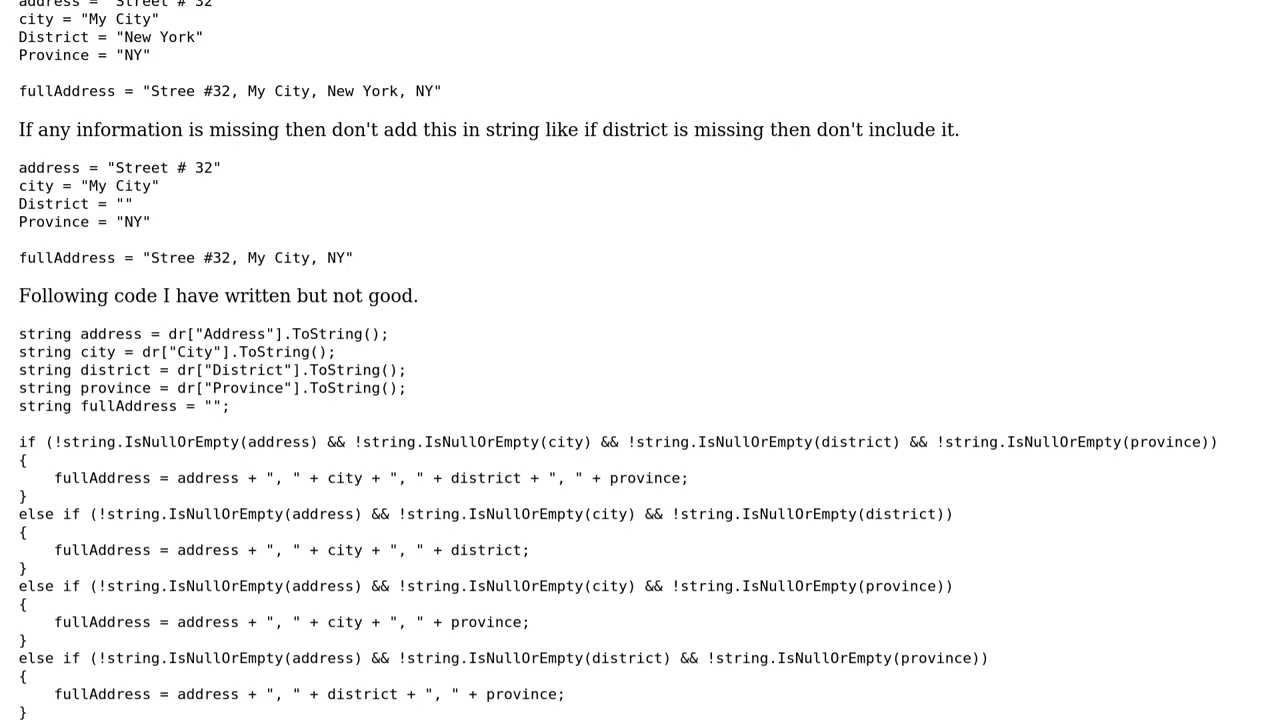 address = "Street # 32"
city = "My City"
District = "New York"
Province = "NY"
fullAddress = "Stree #32, My City, New York, NY"
If any information is missing then don't add this in string like if district is missing then don't include it.
address = "Street # 32"
city = "My City"
District = ""
Province = "NY"
fullAddress = "Stree #32, My City, NY"
Following code I have written but not good.
string address = dr["Address"].ToString();
string city = dr["City"].ToString();
string district = dr["District"].ToString();
string province = dr["Province"].ToString();
string fullAddress = "";
if (!string.IsNullOrEmpty(address) && !string.IsNullOrEmpty(city) && !string.IsNullOrEmpty(district) && !string.IsNullOrEmpty(province))
{
    fullAddress = address + ", " + city + ", " + district + ", " + province;
}
else if (!string.IsNullOrEmpty(address) && !string.IsNullOrEmpty(city) && !string.IsNullOrEmpty(district))
{
    fullAddress = address + ", " + city + ", " + district;
}
else if (!string.IsNullOrEmpty(address) && !string.IsNullOrEmpty(city) && !string.IsNullOrEmpty(province))
{
    fullAddress = address + ", " + city + ", " + province;
}
else if (!string.IsNullOrEmpty(address) && !string.IsNullOrEmpty(district) && !string.IsNullOrEmpty(province))
{
    fullAddress = address + ", " + district + ", " + province;
}